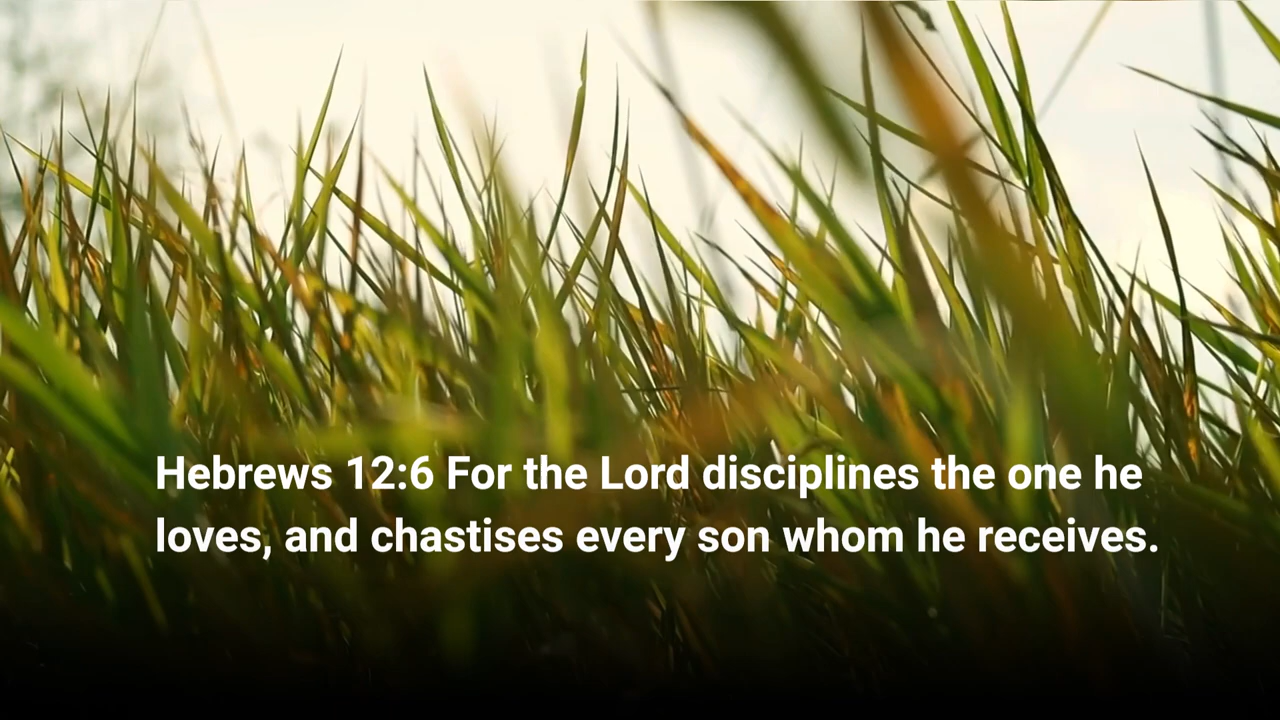 Hebrews 12:6 For the Lord disciplines the one he
loves, and chastises every son whom he receives.